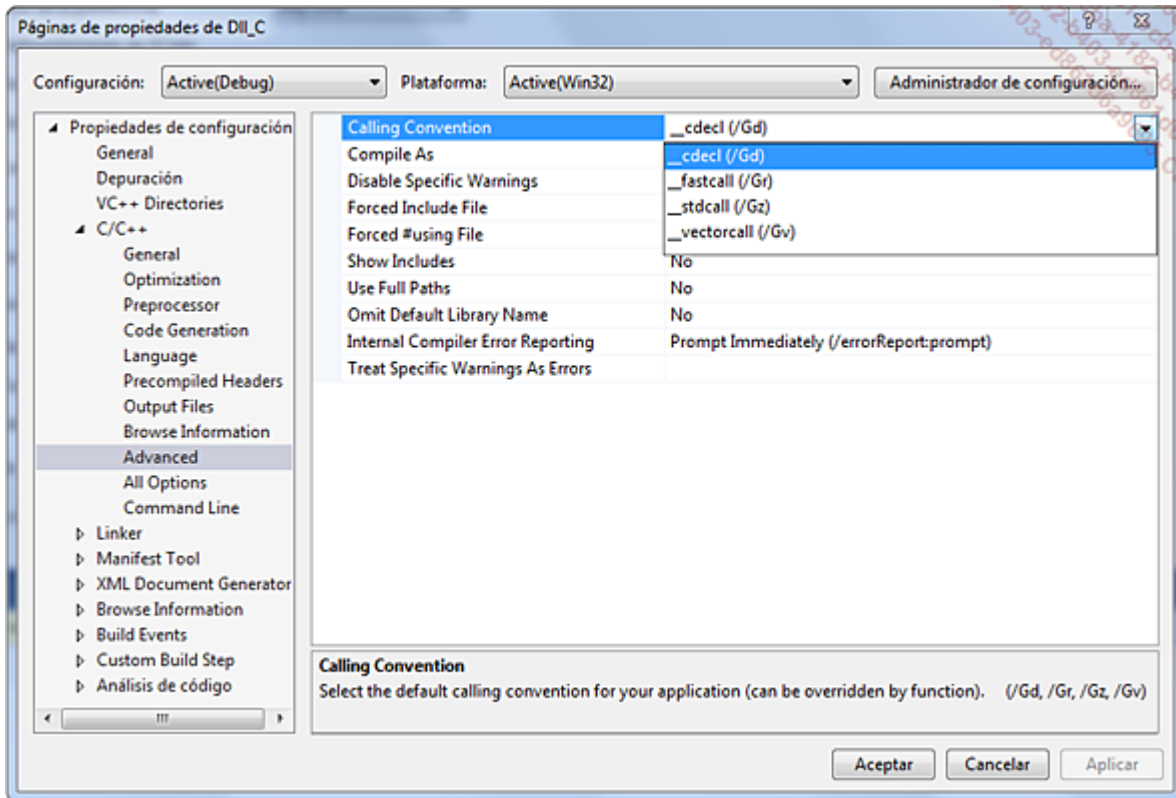 Páginas de propiedades de Dll_C
Configuración: Active(Debug) Plataforma: Active(Win32) Administrador de configuración...
Propiedades de configuración
General
Depuración
VC++ Directories
C/C++
General
Optimization
Preprocessor
Code Generation
Language
Precompiled Headers
Output Files
Browse Information
Advanced
All Options
Command Line
Linker
Manifest Tool
XML Document Generator
Browse Information
Build Events
Custom Build Step
Análisis de código
Calling Convention __cdecl (/Gd)
Compile As
Disable Specific Warnings
Forced Include File
Forced #using File
__cdecl (/Gd)
__fastcall (/Gr)
__stdcall (/Gz)
__vectorcall (/Gv)
Show Includes No
Use Full Paths No
Omit Default Library Name No
Internal Compiler Error Reporting Prompt Immediately (/errorReport:prompt)
Treat Specific Warnings As Errors
Calling Convention
Select the default calling convention for your application (can be overridden by function). (/Gd, /Gr, /Gz, /Gv)
Aceptar Cancelar Aplicar